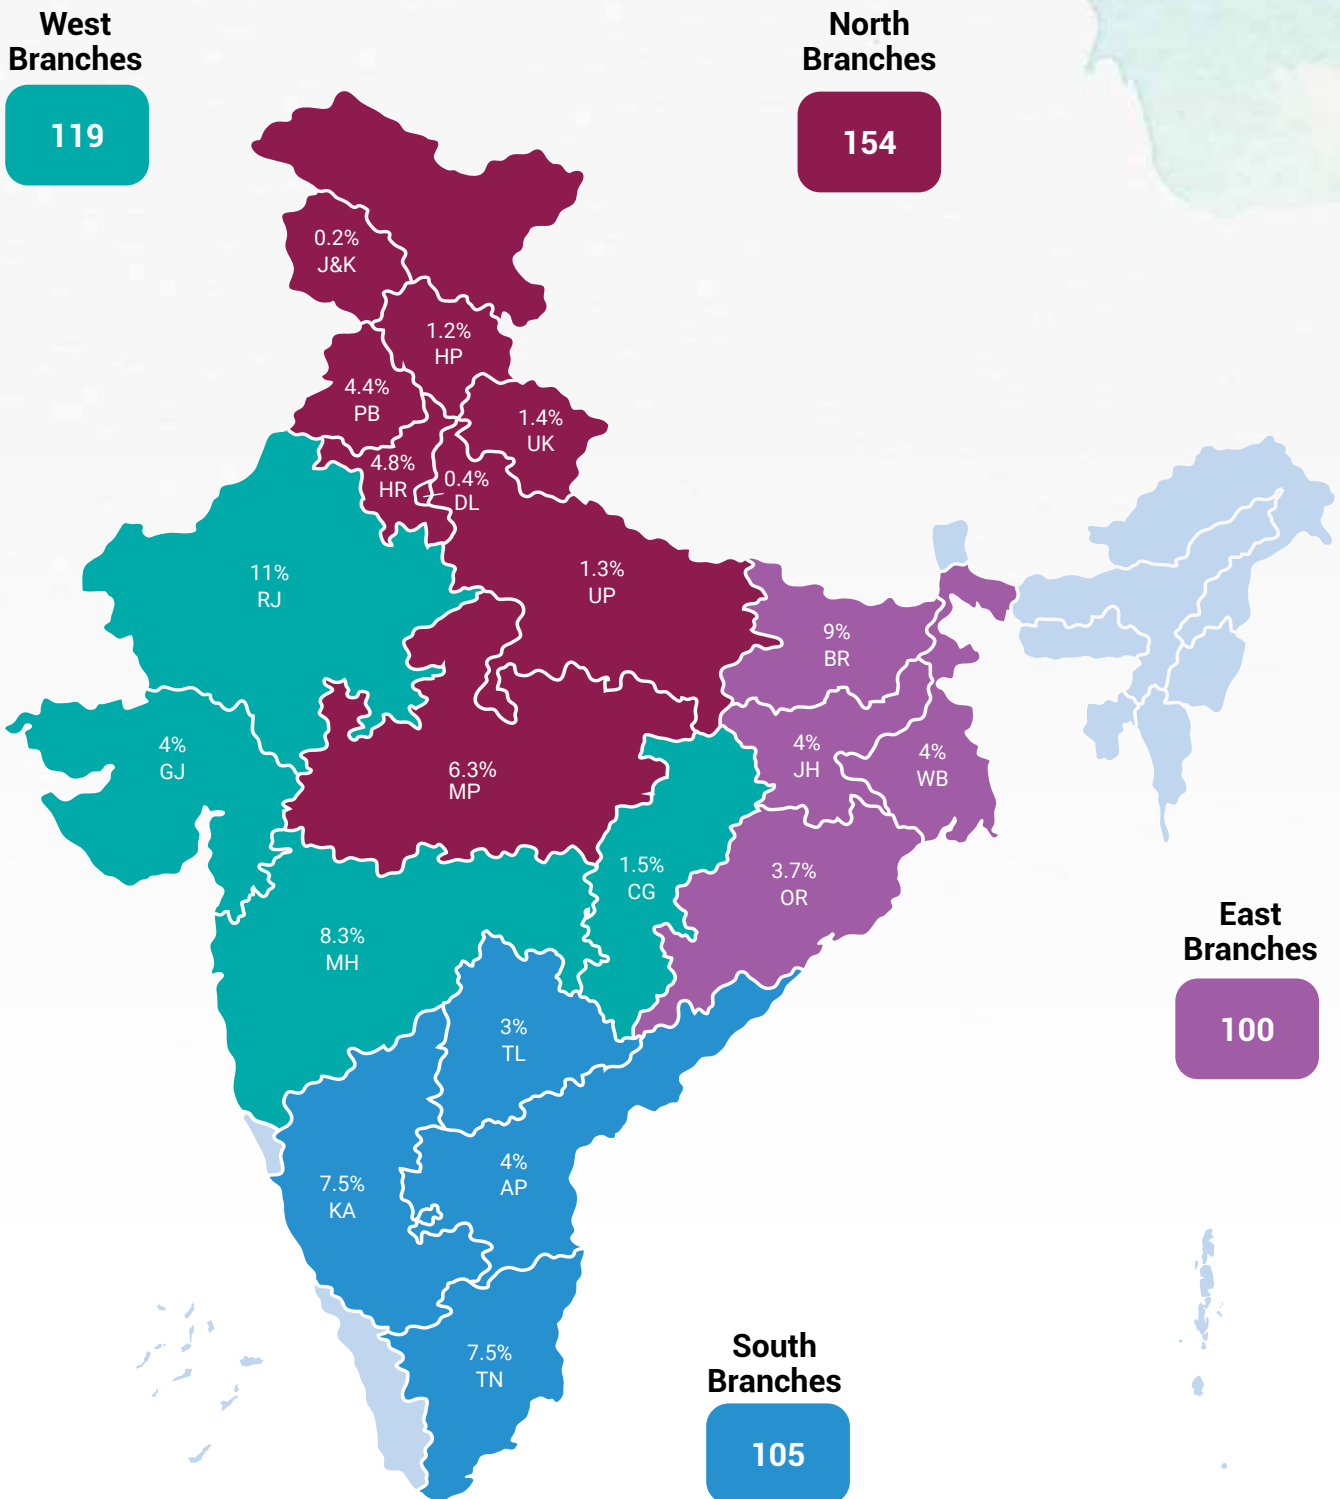 West
Branches
119
North
Branches
154
0.2%
J&K
1.2%
HP
4.4%
PB
1.4%
UK
4.8%
HR
0.4%
DL
11%
RJ
1.3%
UP
9%
BR
4%
GJ
6.3%
MP
4%
JH
4%
WB
1.5%
CG
3.7%
OR
8.3%
MH
East
Branches
100
3%
TL
4%
AP
7.5%
KA
7.5%
TN
South
Branches
105